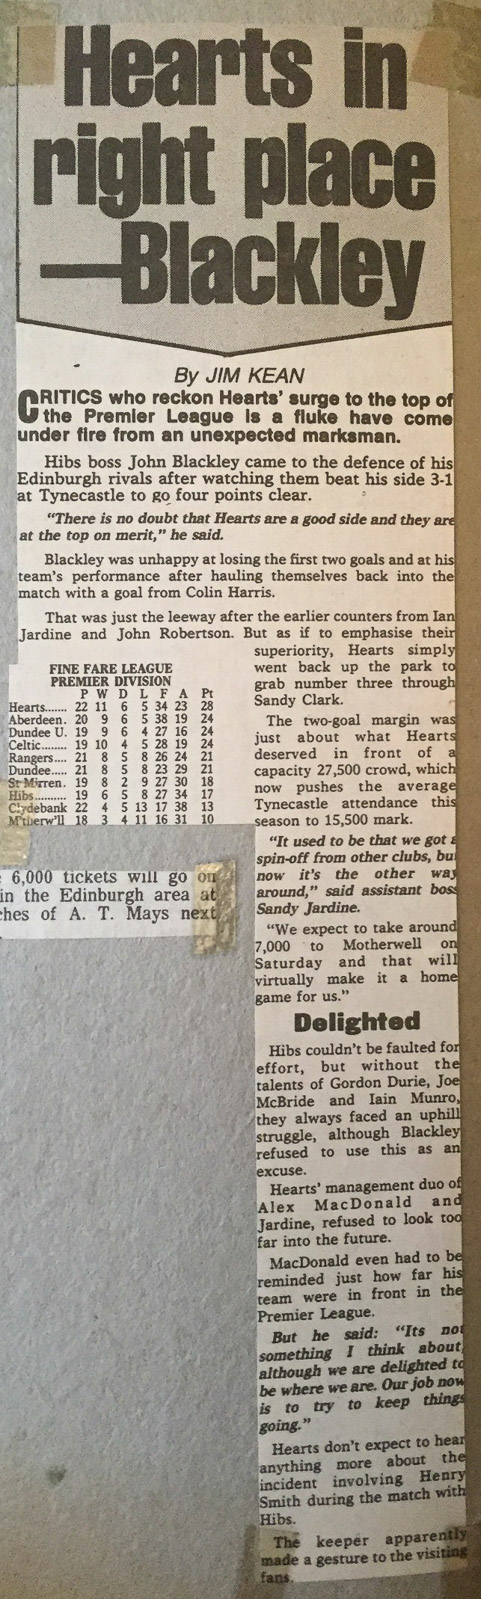 Hearts in
right place
—Blackley
By JIM KEAN
CRITICS who reckon Hearts' surge to the top of
the Premier League is a fluke have come
under fire from an unexpected marksman.
Hibs boss John Blackley came to the defence of his
Edinburgh rivals after watching them beat his side 3-1
at Tynecastle to go four points clear.
"There is no doubt that Hearts are a good side and they are
at the top on merit," he said.
Blackley was unhappy at losing the first two goals and at his
team's performance after hauling themselves back into the
match with a goal from Colin Harris.
That was just the leeway after the earlier counters from Ian
Jardine and John Robertson. But as if to emphasise their
superiority, Hearts simply
went back up the park to
grab number three through
Sandy Clark.
The two-goal margin was
just about what Hearts
deserved in front of a
capacity 27,500 crowd, which
now pushes the average
Tynecastle attendance this
season to 15,500 mark.
"It used to be that we got a
spin-off from other clubs, but
now it's the other way
around," said assistant boss
Sandy Jardine.
"We expect to take around
7,000 to Motherwell on
Saturday and that will
virtually make it a home
game for us."
Delighted
Hibs couldn't be faulted for
effort, but without the
talents of Gordon Durie, Joe
McBride and Iain Munro,
they always faced an uphill
struggle, although Blackley
refused to use this as an
excuse.
Hearts' management duo of
Alex MacDonald and
Jardine, refused to look too
far into the future.
MacDonald even had to be
reminded just how far his
team were in front in the
Premier League.
But he said: "Its not
something I think about,
although we are delighted to
be where we are. Our job now
is to try to keep things
going."
Hearts don't expect to hear
anything more about the
incident involving Henry
Smith during the match with
Hibs.
The keeper apparently
made a gesture to the visiting
fans.
FINE FARE LEAGUE
PREMIER DIVISION
P W D L F A Pt
Hearts....... 22 11 6 5 34 23 28
Aberdeen. 20 9 6 5 38 19 24
Dundee U. 19 9 6 4 27 16 24
Celtic........ 19 10 4 5 28 19 24
Rangers.... 21 8 5 8 26 24 21
Dundee..... 21 8 5 8 23 29 21
St Mirren. 19 8 2 9 27 30 18
Hibs.......... 19 6 5 8 27 34 17
Clydebank 22 4 5 13 17 38 13
M'therw'll 18 3 4 11 16 31 10
6,000 tickets will go on
in the Edinburgh area at
ches of A. T. Mays next